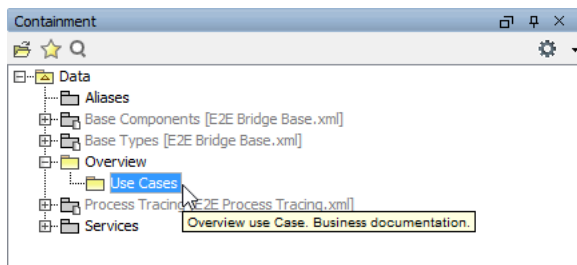 Containment
Data
Aliases
Base Components [E2E Bridge Base.xml]
Base Types [E2E Bridge Base.xml]
Overview
Use Cases
Process Tracing [E2E Process Tracing.xml]
Overview use Case. Business documentation.
Services